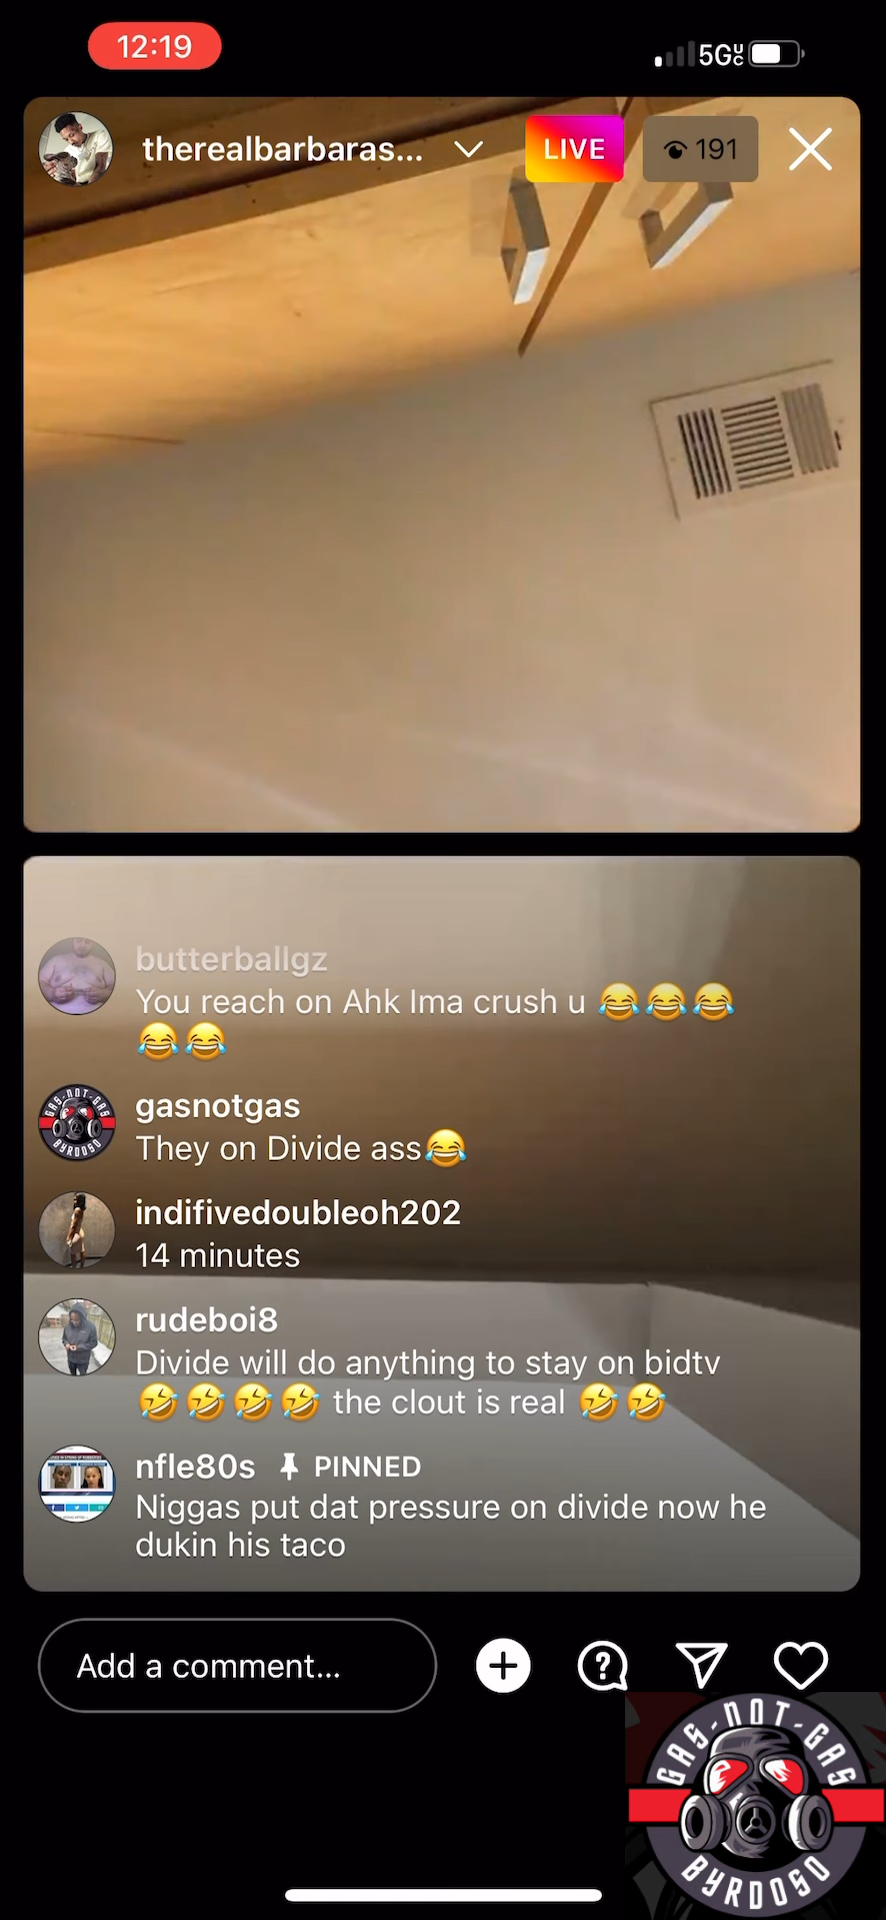 12:19
5G UC
therealbarbaras...
LIVE
191
butterballgz
You reach on Ahk Ima crush u 😂😂😂
😂😂
gasnotgas
They on Divide ass😂
indifivedoubleoh202
14 minutes
rudeboi8
Divide will do anything to stay on bidtv
🤣🤣🤣🤣 the clout is real 🤣🤣
nfle80s PINNED
Niggas put dat pressure on divide now he
dukin his taco
Add a comment...
GAS-NOT-GAS
BYRDOSO